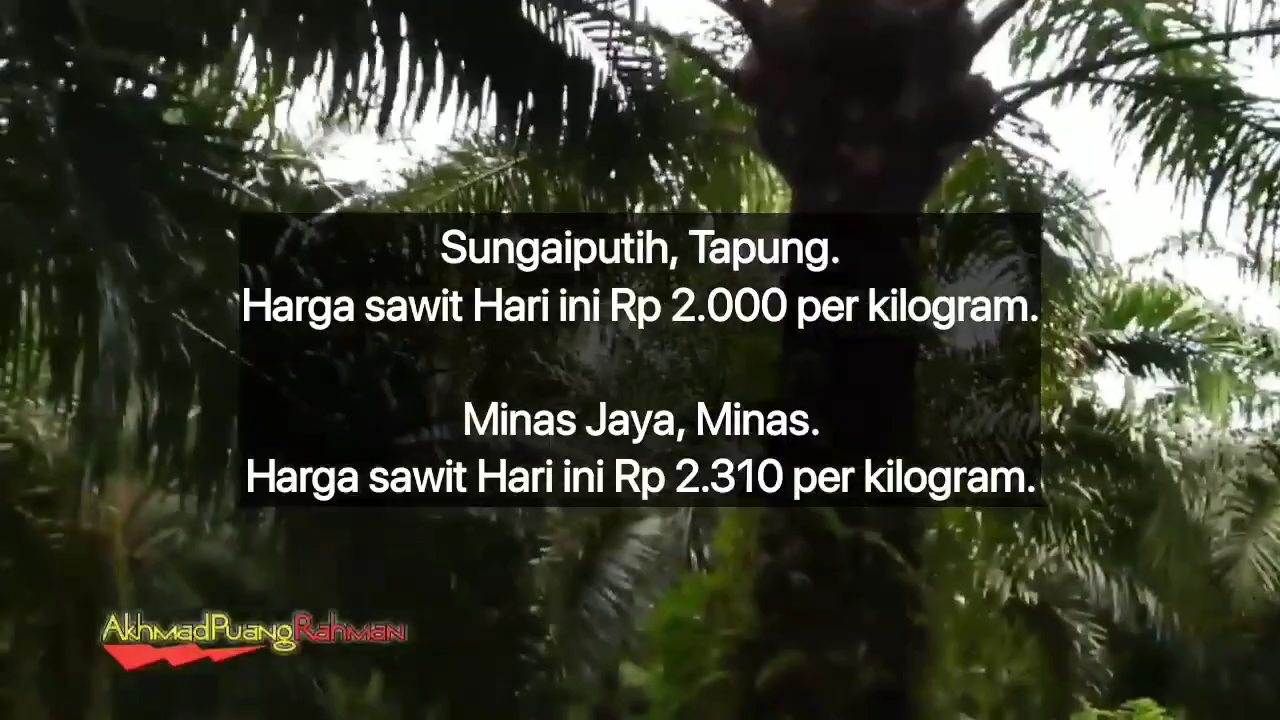 Sungaiputih, Tapung.
Harga sawit Hari ini Rp 2.000 per kilogram.
Minas Jaya, Minas.
Harga sawit Hari ini Rp 2.310 per kilogram.
AkhmadPuangRahman